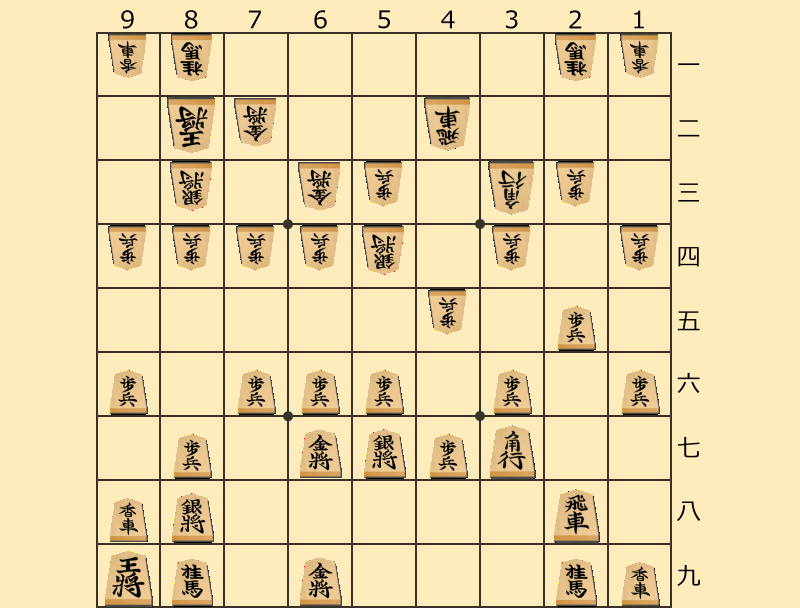 9 8 7 6 5 4 3 2 1
香車 桂馬 桂馬 香車 一
王将 金将 飛車 二
銀将 金将 歩兵 角行 歩兵 三
歩兵 歩兵 歩兵 歩兵 銀将 歩兵 歩兵 四
歩兵 歩兵 五
歩兵 歩兵 歩兵 歩兵 歩兵 歩兵 六
歩兵 金将 銀将 歩兵 角行 七
香車 銀将 飛車 八
王将 桂馬 金将 桂馬 香車 九